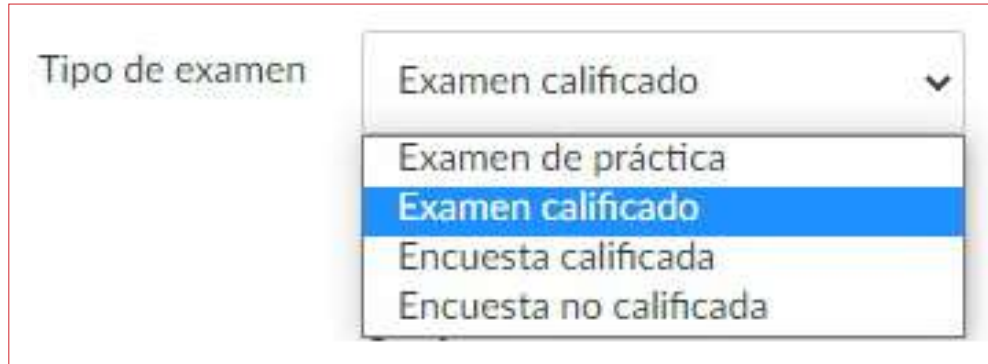 Tipo de examen
Examen calificado
Examen de práctica
Examen calificado
Encuesta calificada
Encuesta no calificada